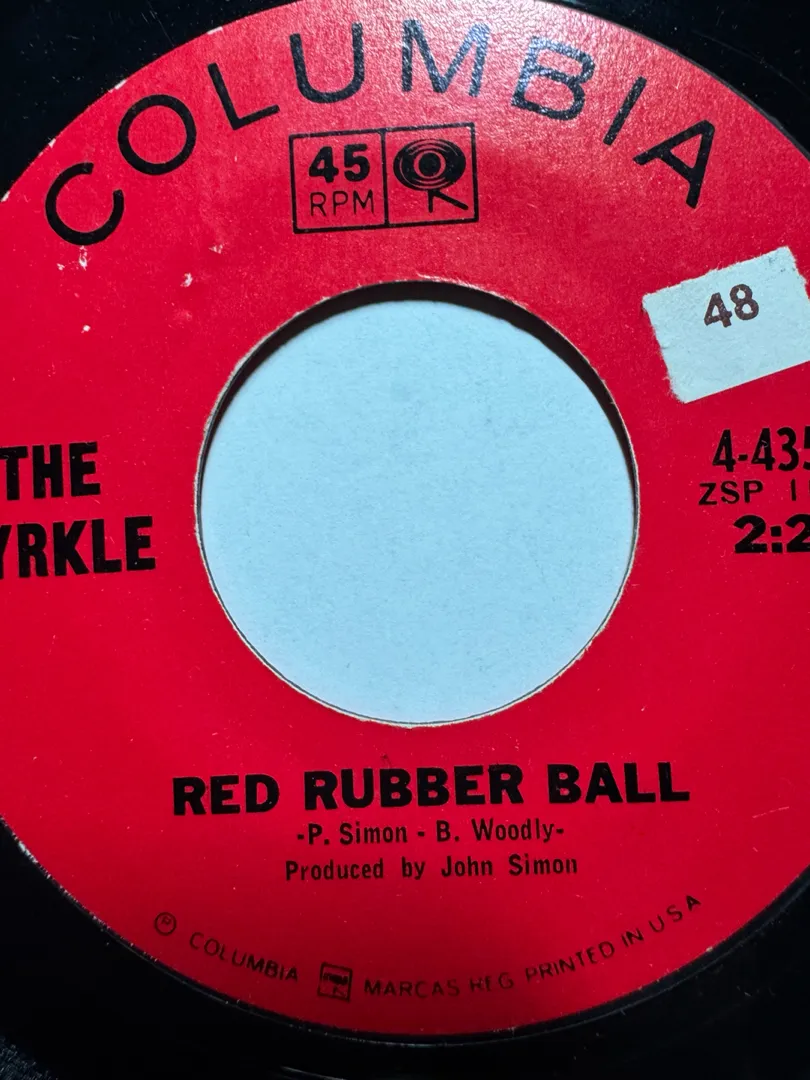 COLUMBIA
45
RPM
48
THE
YRKLE
4-435
ZSP 1
2:2
RED RUBBER BALL
-P. Simon - B. Woodly-
Produced by John Simon
Ⓟ COLUMBIA MARCAS REG PRINTED IN U S A